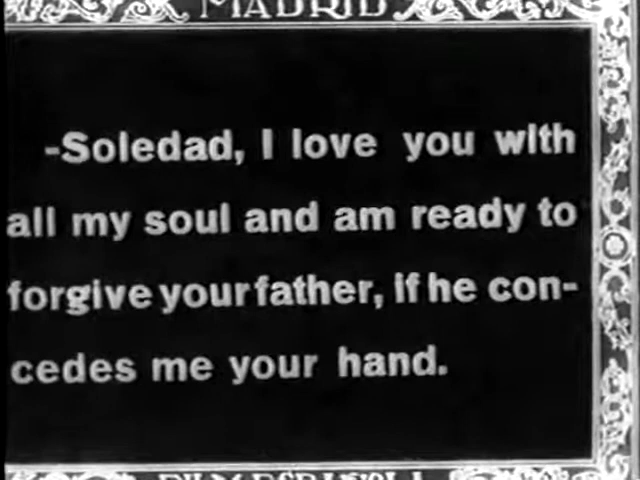 MADRID
-Soledad, I love you with
all my soul and am ready to
forgive your father, if he con-
cedes me your hand.